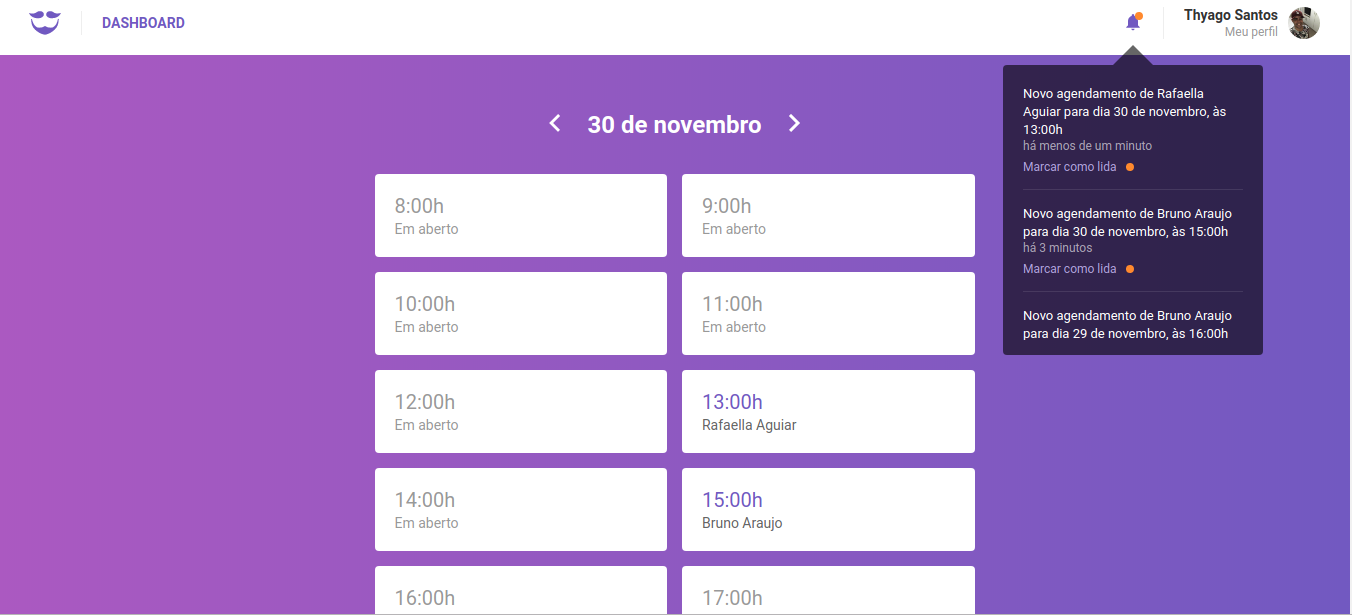 DASHBOARD
Thyago Santos
Meu perfil
30 de novembro
8:00h
Em aberto
9:00h
Em aberto
10:00h
Em aberto
11:00h
Em aberto
12:00h
Em aberto
13:00h
Rafaella Aguiar
14:00h
Em aberto
15:00h
Bruno Araujo
16:00h
17:00h
Novo agendamento de Rafaella
Aguiar para dia 30 de novembro, às
13:00h
há menos de um minuto
Marcar como lida
Novo agendamento de Bruno Araujo
para dia 30 de novembro, às 15:00h
há 3 minutos
Marcar como lida
Novo agendamento de Bruno Araujo
para dia 29 de novembro, às 16:00h